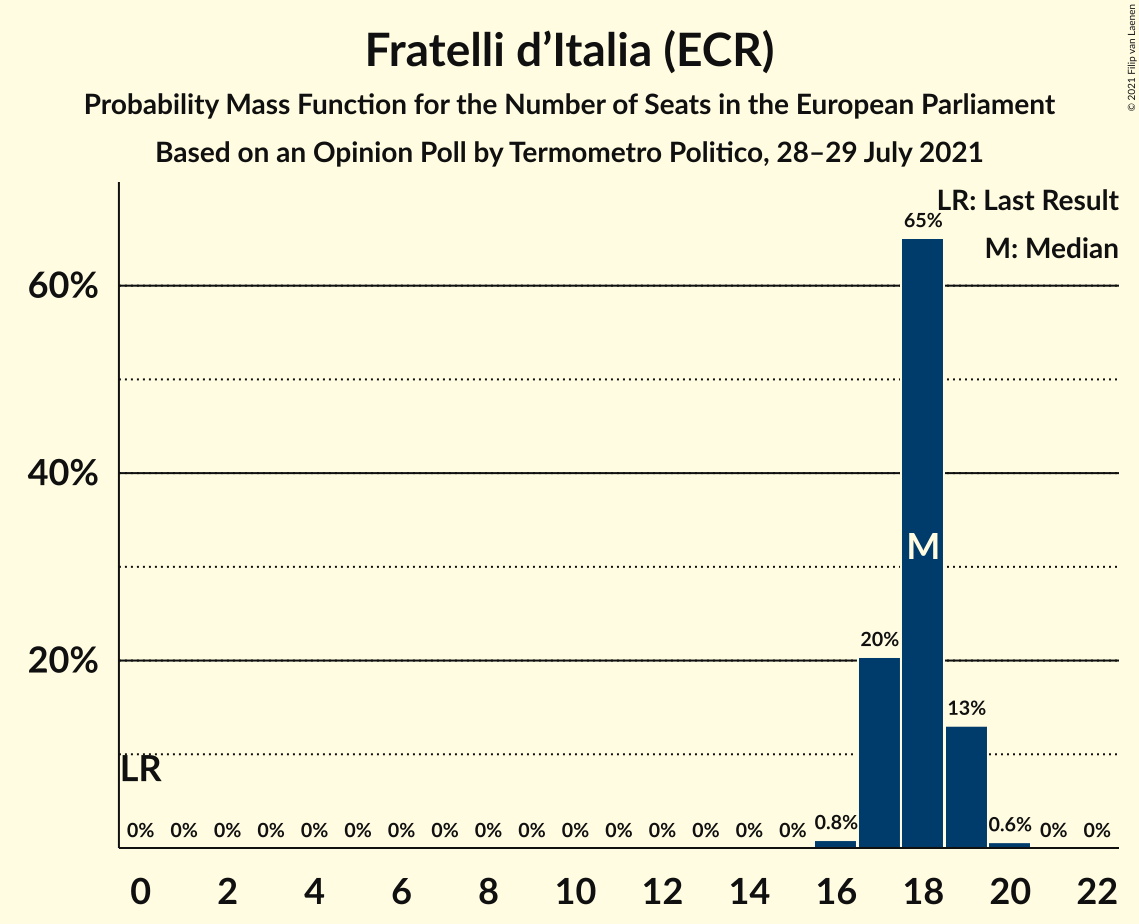 Fratelli d’Italia (ECR)
Probability Mass Function for the Number of Seats in the European Parliament
Based on an Opinion Poll by Termometro Politico, 28–29 July 2021
© 2021 Filip van Laenen
LR: Last Result
M: Median
65%
60%
40%
M
20%
20%
13%
LR
0% 0% 0% 0% 0% 0% 0% 0% 0% 0% 0% 0% 0% 0% 0% 0% 0.8% 0.6% 0% 0%
0 2 4 6 8 10 12 14 16 18 20 22